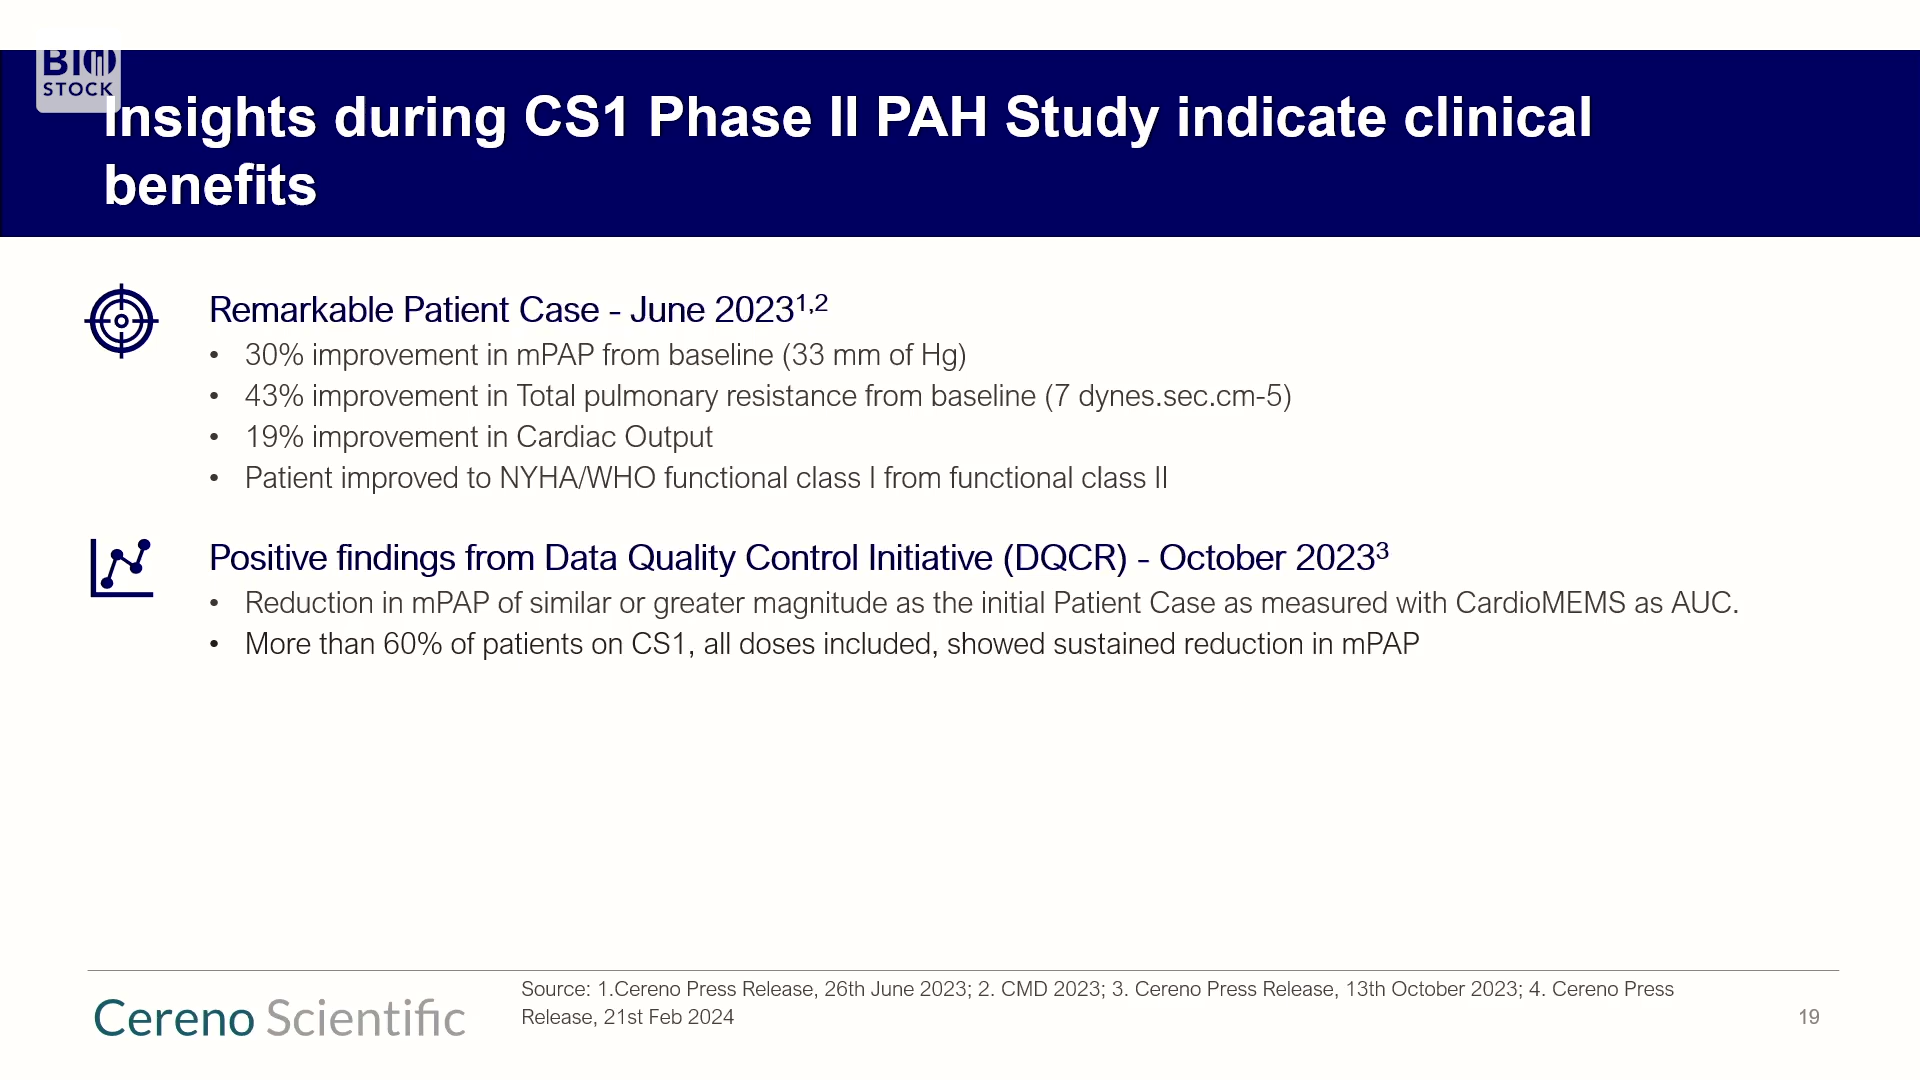 BIO
STOCK
Insights during CS1 Phase II PAH Study indicate clinical
benefits
Remarkable Patient Case - June 2023¹,²
• 30% improvement in mPAP from baseline (33 mm of Hg)
• 43% improvement in Total pulmonary resistance from baseline (7 dynes.sec.cm-5)
• 19% improvement in Cardiac Output
• Patient improved to NYHA/WHO functional class I from functional class II
Positive findings from Data Quality Control Initiative (DQCR) - October 2023³
• Reduction in mPAP of similar or greater magnitude as the initial Patient Case as measured with CardioMEMS as AUC.
• More than 60% of patients on CS1, all doses included, showed sustained reduction in mPAP
Source: 1.Cereno Press Release, 26th June 2023; 2. CMD 2023; 3. Cereno Press Release, 13th October 2023; 4. Cereno Press
Release, 21st Feb 2024
Cereno Scientific
19